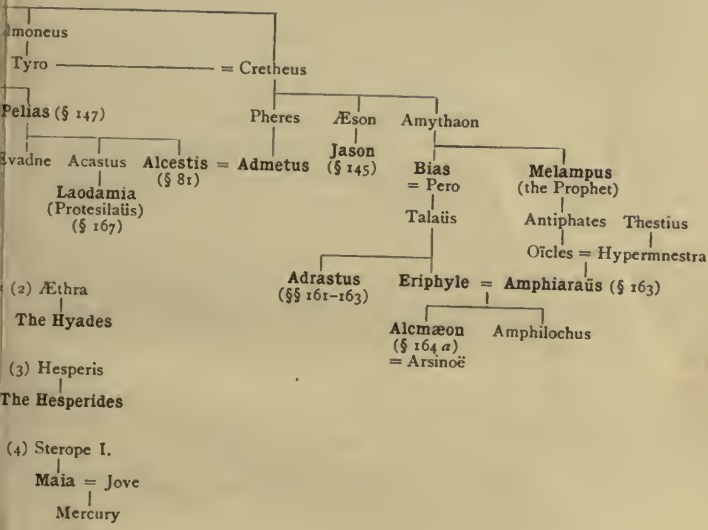 lmoneus
Tyro = Cretheus
Pelias (§ 147) Pheres Æson Amythaon
vadne Acastus Alcestis = Admetus Jason Bias Melampus
(§ 81) (§ 145) = Pero (the Prophet)
Laodamia
(Protesilaüs) Talaüs Antiphates Thestius
(§ 167)
Oïcles = Hypermnestra
Adrastus Eriphyle = Amphiaraüs (§ 163)
(§§ 161–163)
(2) Æthra
The Hyades Alcmæon Amphilochus
(§ 164 a)
= Arsinoë
(3) Hesperis
The Hesperides
(4) Sterope I.
Maia = Jove
Mercury